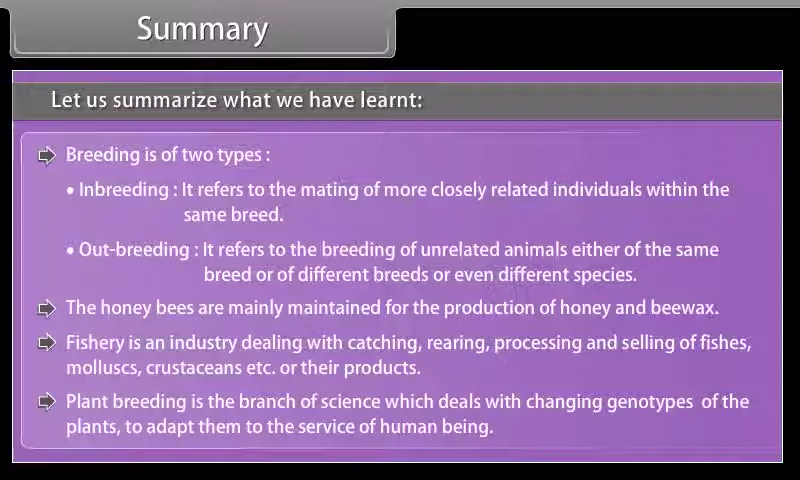 Summary
Let us summarize what we have learnt:
Breeding is of two types :
• Inbreeding : It refers to the mating of more closely related individuals within the
same breed.
• Out-breeding : It refers to the breeding of unrelated animals either of the same
breed or of different breeds or even different species.
The honey bees are mainly maintained for the production of honey and beewax.
Fishery is an industry dealing with catching, rearing, processing and selling of fishes,
molluscs, crustaceans etc. or their products.
Plant breeding is the branch of science which deals with changing genotypes of the
plants, to adapt them to the service of human being.